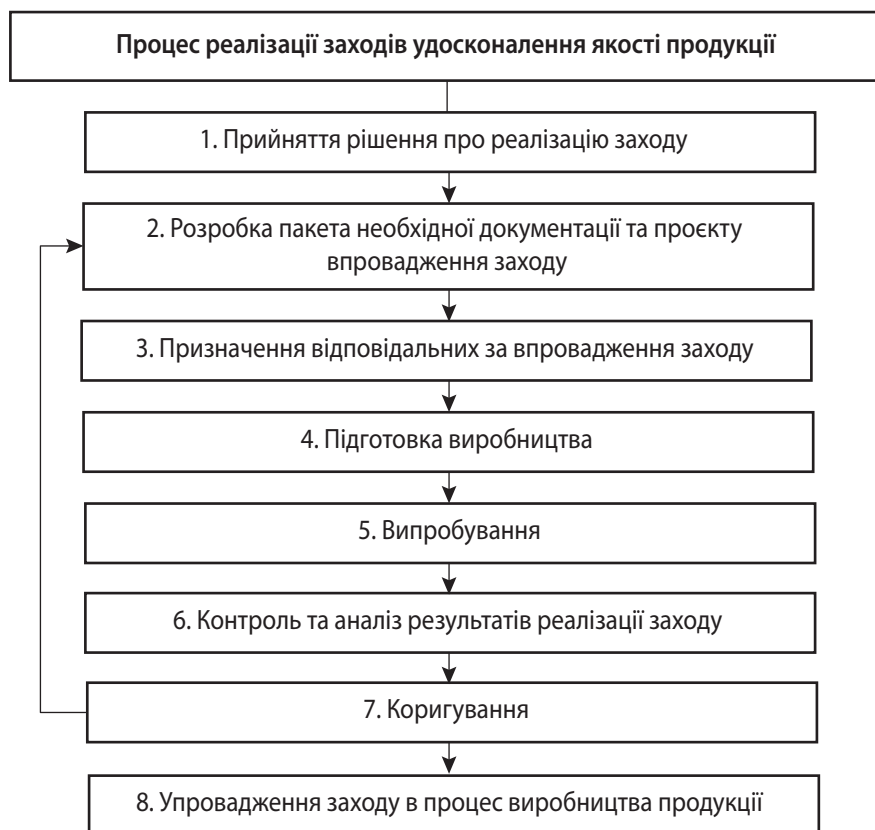 Процес реалізації заходів удосконалення якості продукції
1. Прийняття рішення про реалізацію заходу
2. Розробка пакета необхідної документації та проєкту
впровадження заходу
3. Призначення відповідальних за впровадження заходу
4. Підготовка виробництва
5. Випробування
6. Контроль та аналіз результатів реалізації заходу
7. Коригування
8. Упровадження заходу в процес виробництва продукції